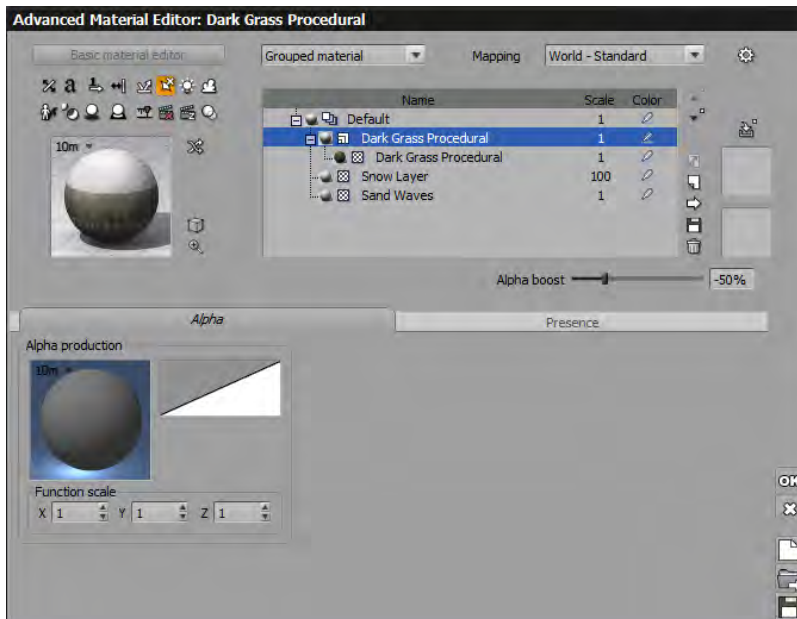 Advanced Material Editor: Dark Grass Procedural
Basic material editor
Grouped material
Mapping
World - Standard
Name Scale Color
Default 1
Dark Grass Procedural 1
Dark Grass Procedural 1
Snow Layer 100
Sand Waves 1
10m
Alpha boost
-50%
Alpha
Presence
Alpha production
10m
Function scale
X 1 Y 1 Z 1
OK